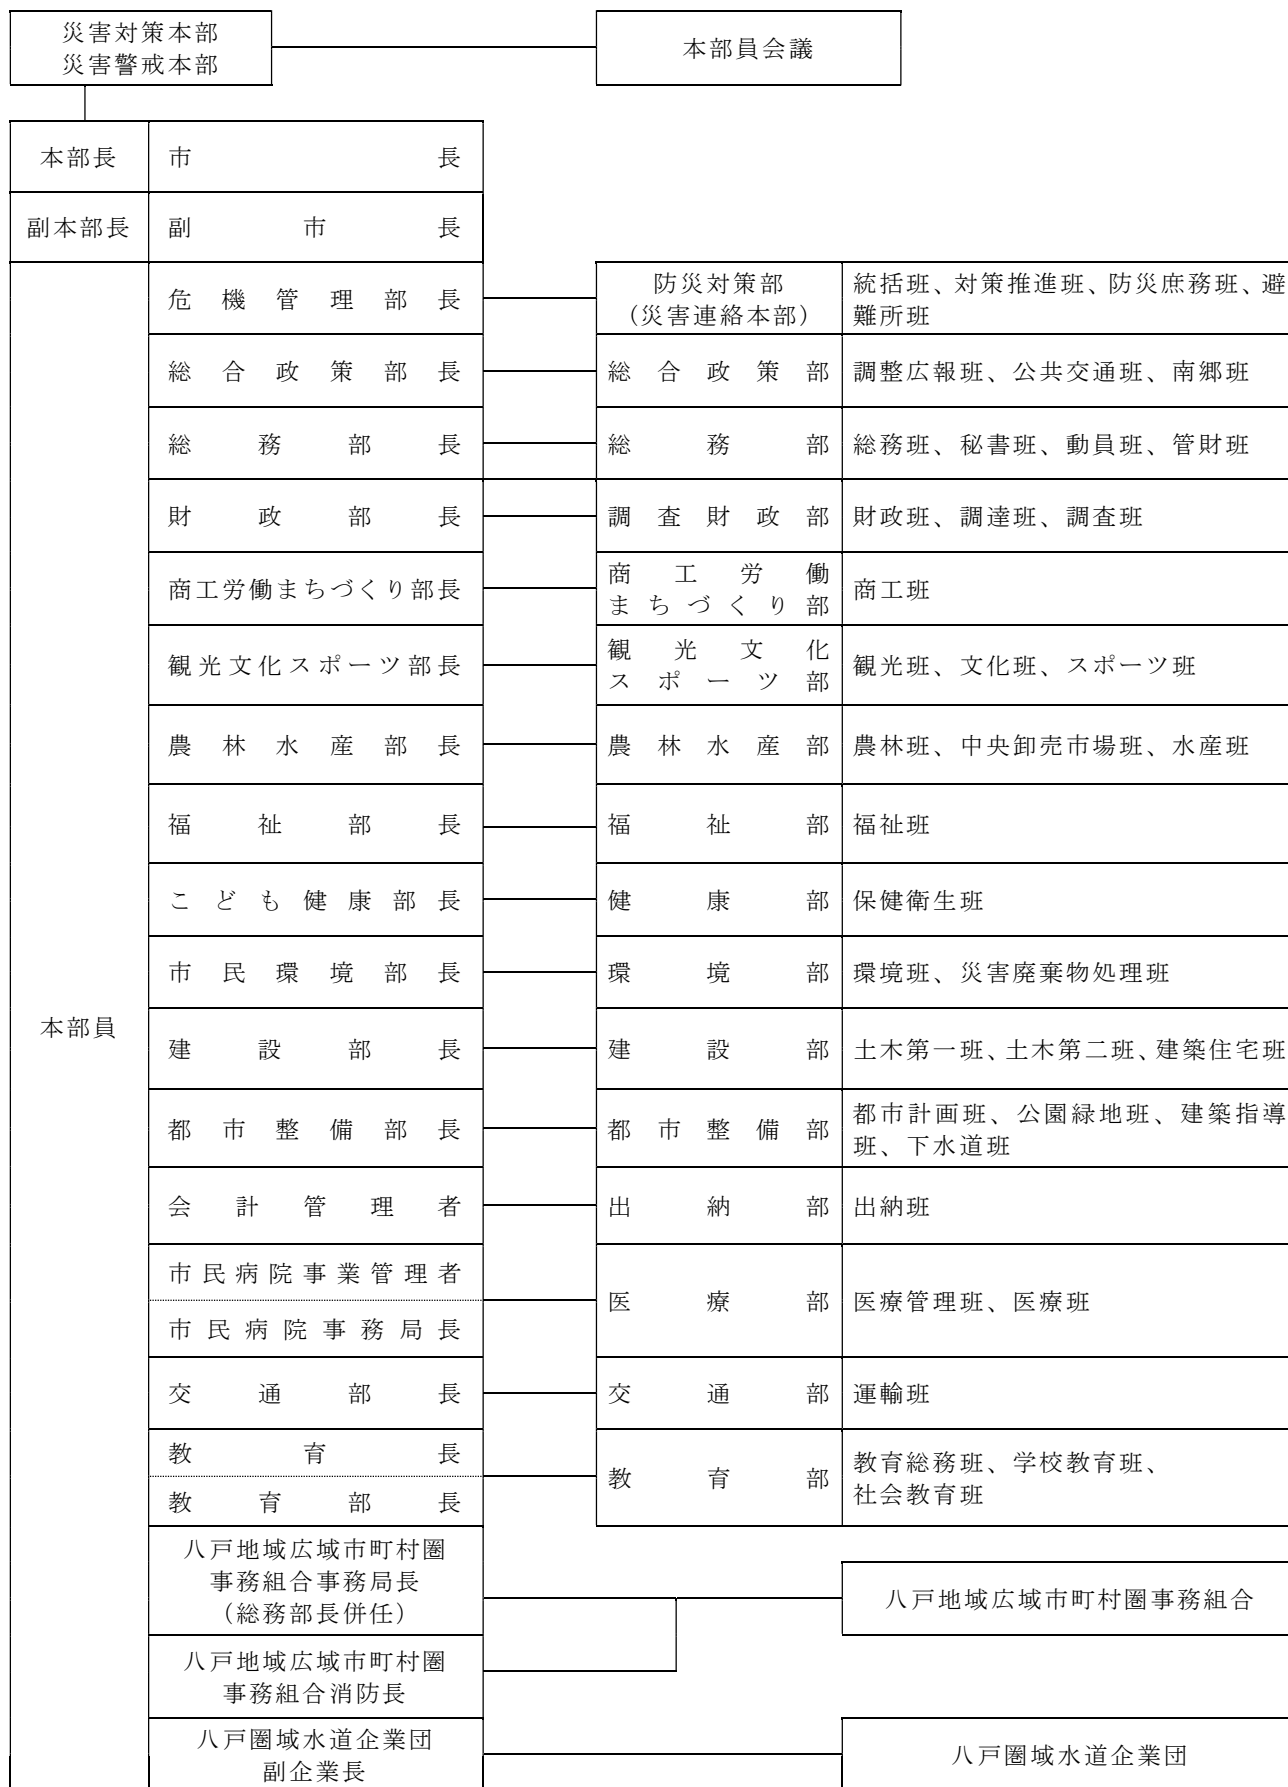 災害対策本部
災害警戒本部
本部員会議
本部長
市長
副本部長
副市長
本部員
危機管理部長
防災対策部
（災害連絡本部）
統括班、対策推進班、防災庶務班、避
難所班
総合政策部長
総合政策部
調整広報班、公共交通班、南郷班
総務部長
総務部
総務班、秘書班、動員班、管財班
財政部長
調査財政部
財政班、調達班、調査班
商工労働まちづくり部長
商工労働
まちづくり部
商工班
観光文化スポーツ部長
観光文化
スポーツ部
観光班、文化班、スポーツ班
農林水産部長
農林水産部
農林班、中央卸売市場班、水産班
福祉部長
福祉部
福祉班
こども健康部長
健康部
保健衛生班
市民環境部長
環境部
環境班、災害廃棄物処理班
建設部長
建設部
土木第一班、土木第二班、建築住宅班
都市整備部長
都市整備部
都市計画班、公園緑地班、建築指導
班、下水道班
会計管理者
出納部
出納班
市民病院事業管理者
市民病院事務局長
医療部
医療管理班、医療班
交通部長
交通部
運輸班
教育長
教育部長
教育部
教育総務班、学校教育班、
社会教育班
八戸地域広域市町村圏
事務組合事務局長
（総務部長併任）
八戸地域広域市町村圏事務組合
八戸地域広域市町村圏
事務組合消防長
八戸圏域水道企業団
副企業長
八戸圏域水道企業団